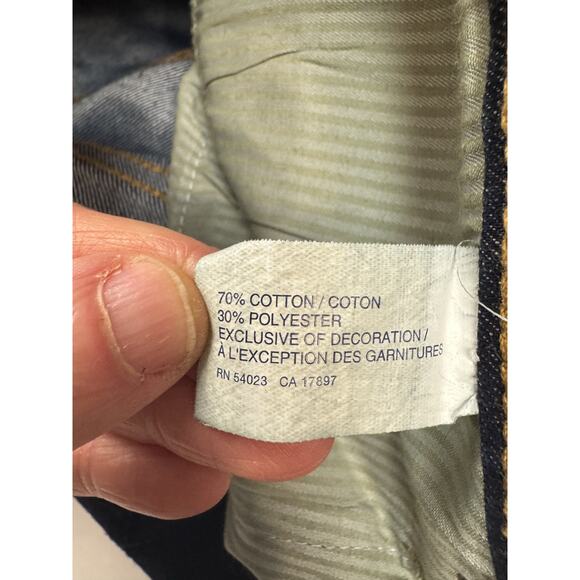 70% COTTON / COTON
30% POLYESTER
EXCLUSIVE OF DECORATION /
À L'EXCEPTION DES GARNITURES
RN 54023 CA 17897